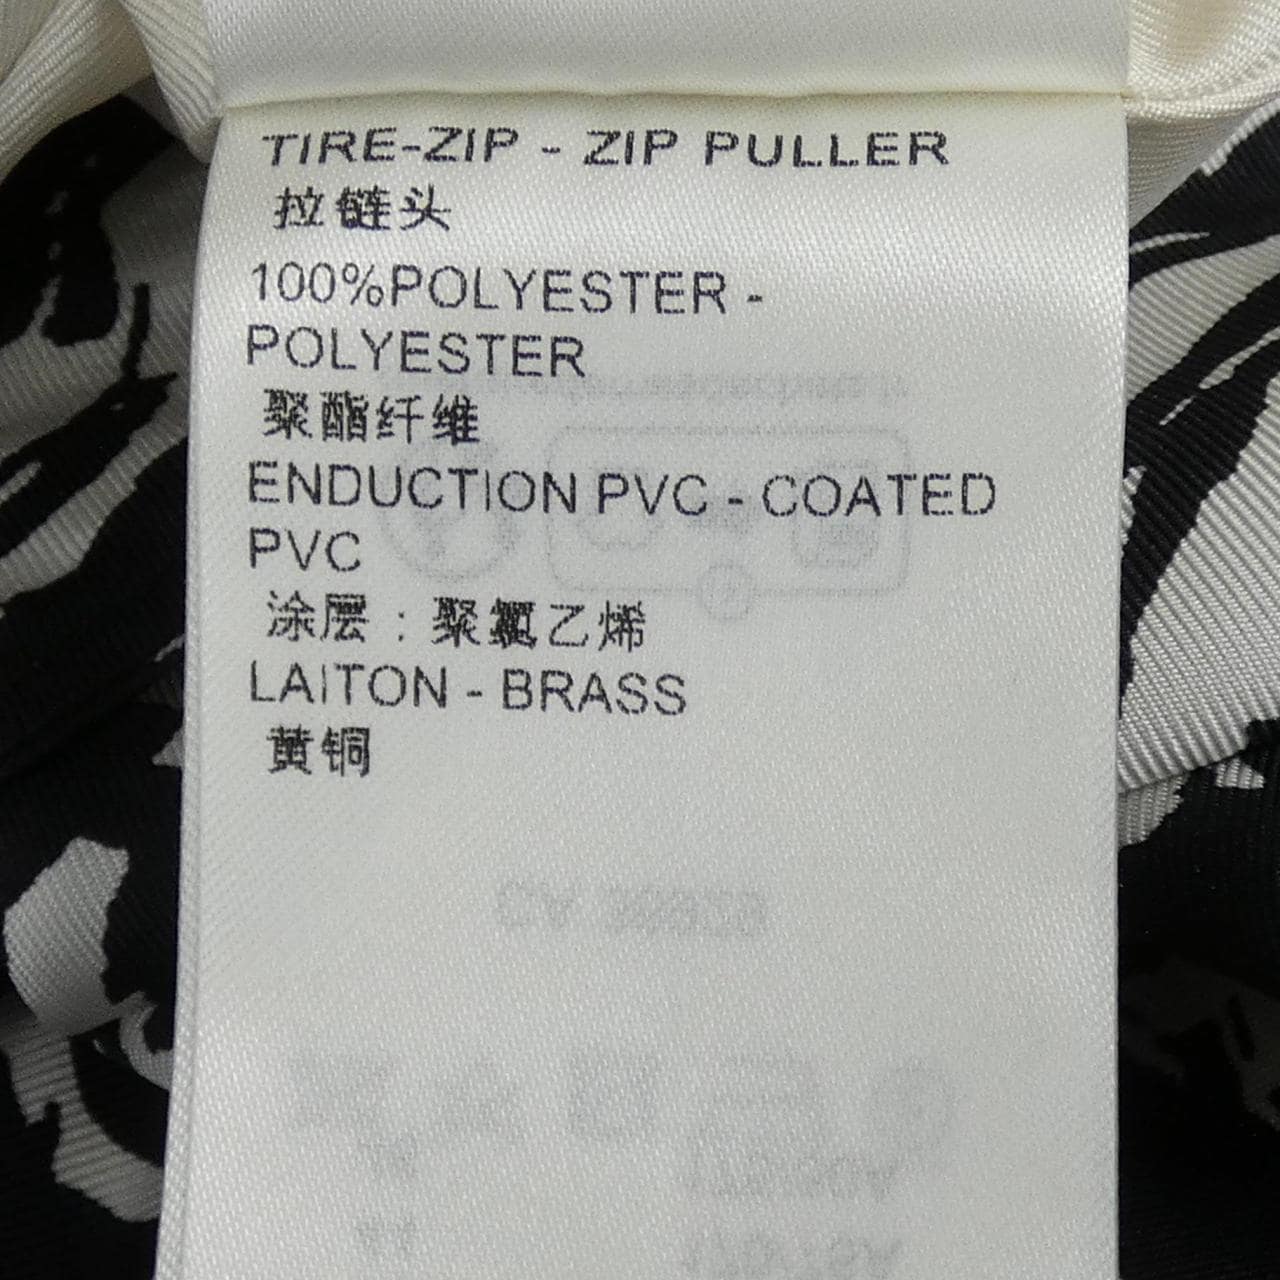 TIRE-ZIP - ZIP PULLER
拉链头
100%POLYESTER -
POLYESTER
聚酯纤维
ENDUCTION PVC - COATED
PVC
涂层：聚氯乙烯
LAITON - BRASS
黄铜